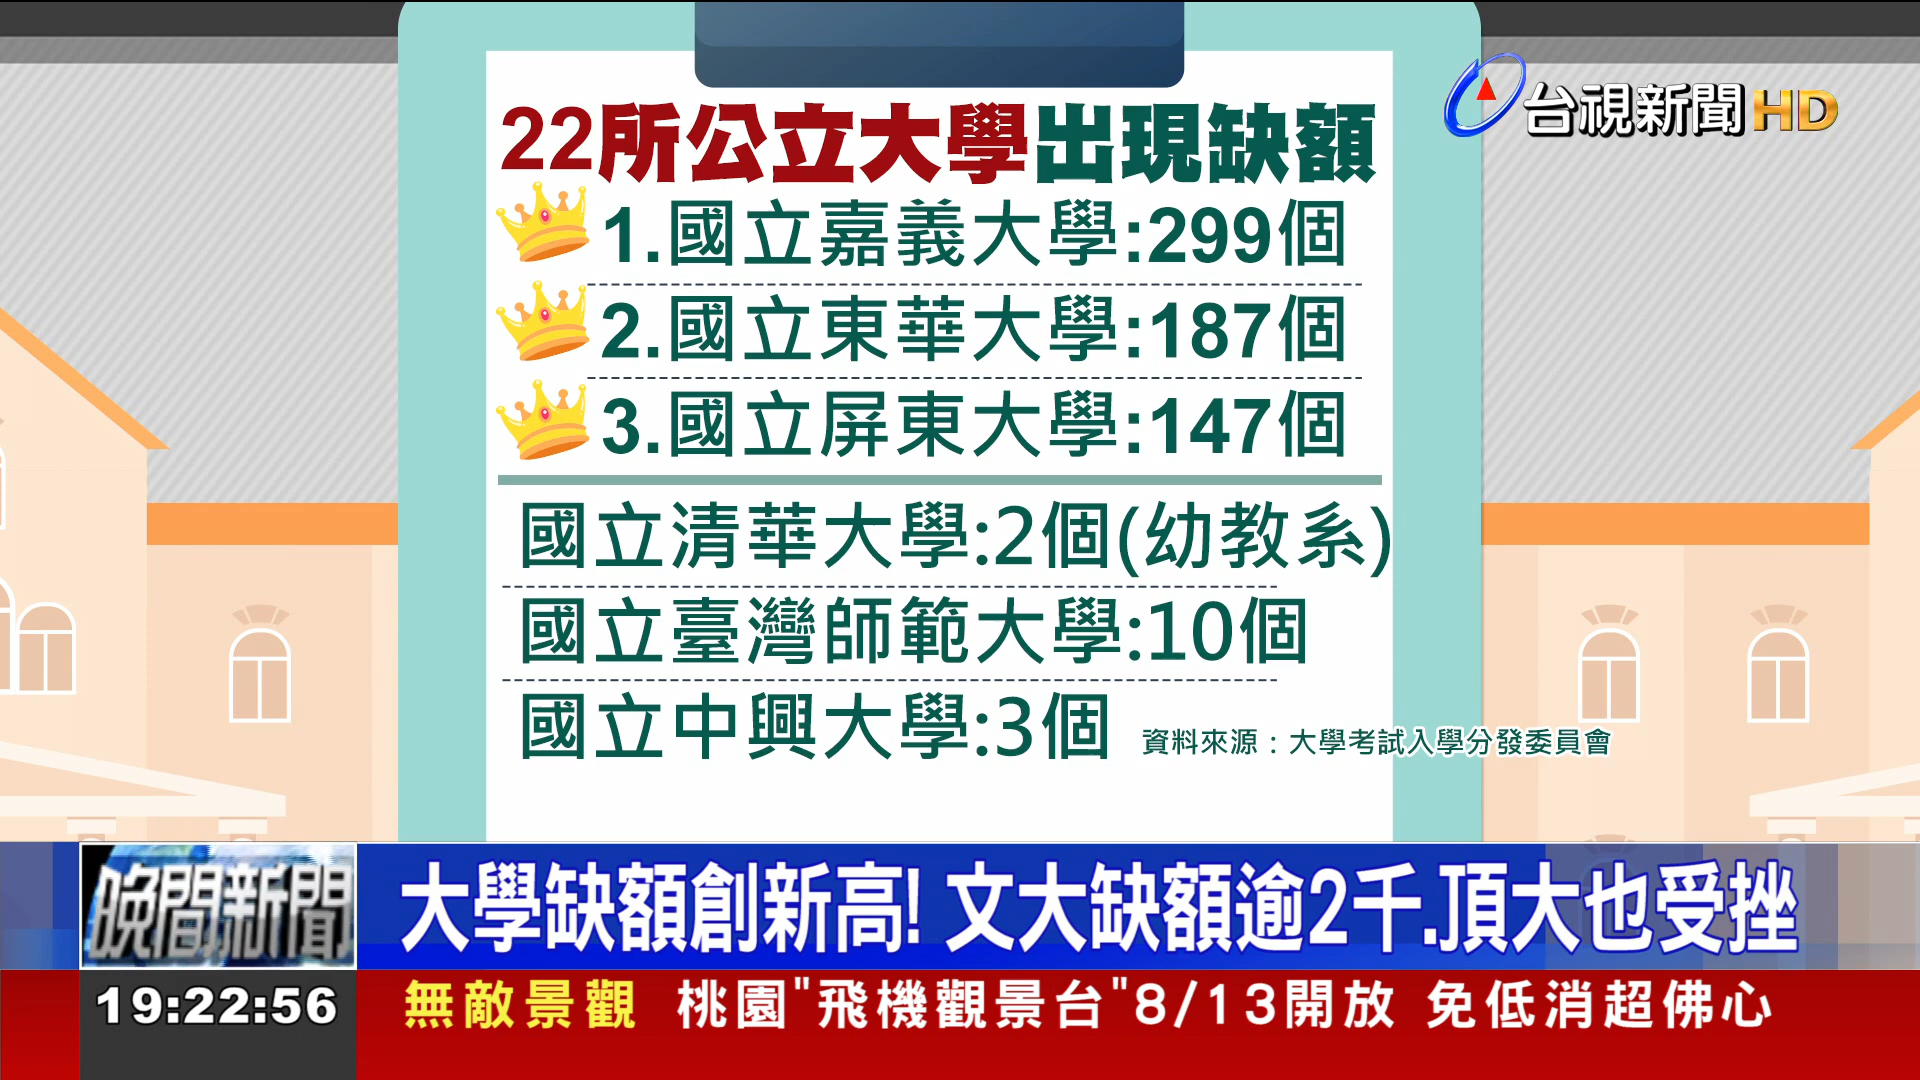 台視新聞HD
22所公立大學出現缺額
1.國立嘉義大學:299個
2.國立東華大學:187個
3.國立屏東大學:147個
國立清華大學:2個(幼教系)
國立臺灣師範大學:10個
國立中興大學:3個
資料來源：大學考試入學分發委員會
晚間新聞
大學缺額創新高! 文大缺額逾2千.頂大也受挫
19:22:56
無敵景觀 桃園"飛機觀景台"8/13開放 免低消超佛心